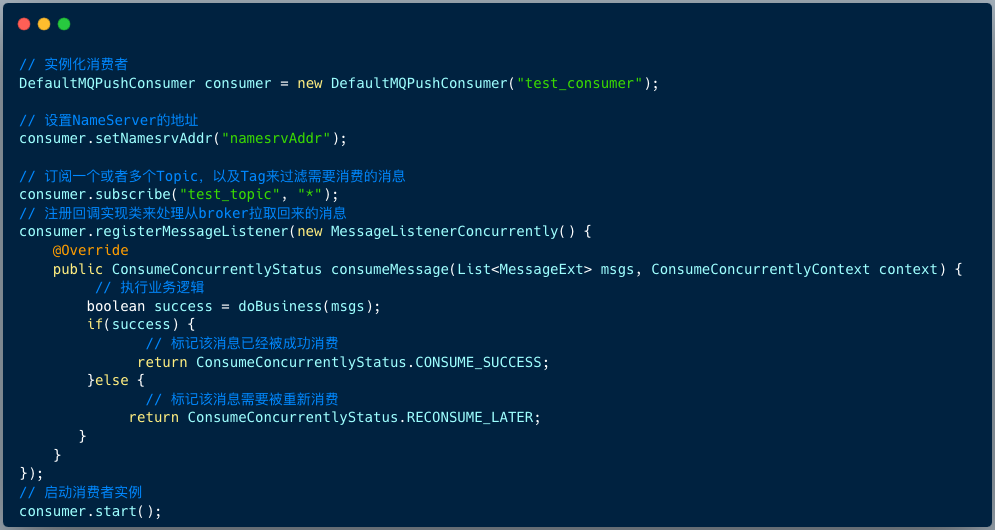 // 实例化消费者
DefaultMQPushConsumer consumer = new DefaultMQPushConsumer("test_consumer");
// 设置NameServer的地址
consumer.setNamesrvAddr("namesrvAddr");
// 订阅一个或者多个Topic，以及Tag来过滤需要消费的消息
consumer.subscribe("test_topic", "*");
// 注册回调实现类来处理从broker拉取回来的消息
consumer.registerMessageListener(new MessageListenerConcurrently() {
    @Override
    public ConsumeConcurrentlyStatus consumeMessage(List<MessageExt> msgs, ConsumeConcurrentlyContext context) {
         // 执行业务逻辑
        boolean success = doBusiness(msgs);
        if(success) {
               // 标记该消息已经被成功消费
              return ConsumeConcurrentlyStatus.CONSUME_SUCCESS;
        }else {
               // 标记该消息需要被重新消费
             return ConsumeConcurrentlyStatus.RECONSUME_LATER;
       }
    }
});
// 启动消费者实例
consumer.start();